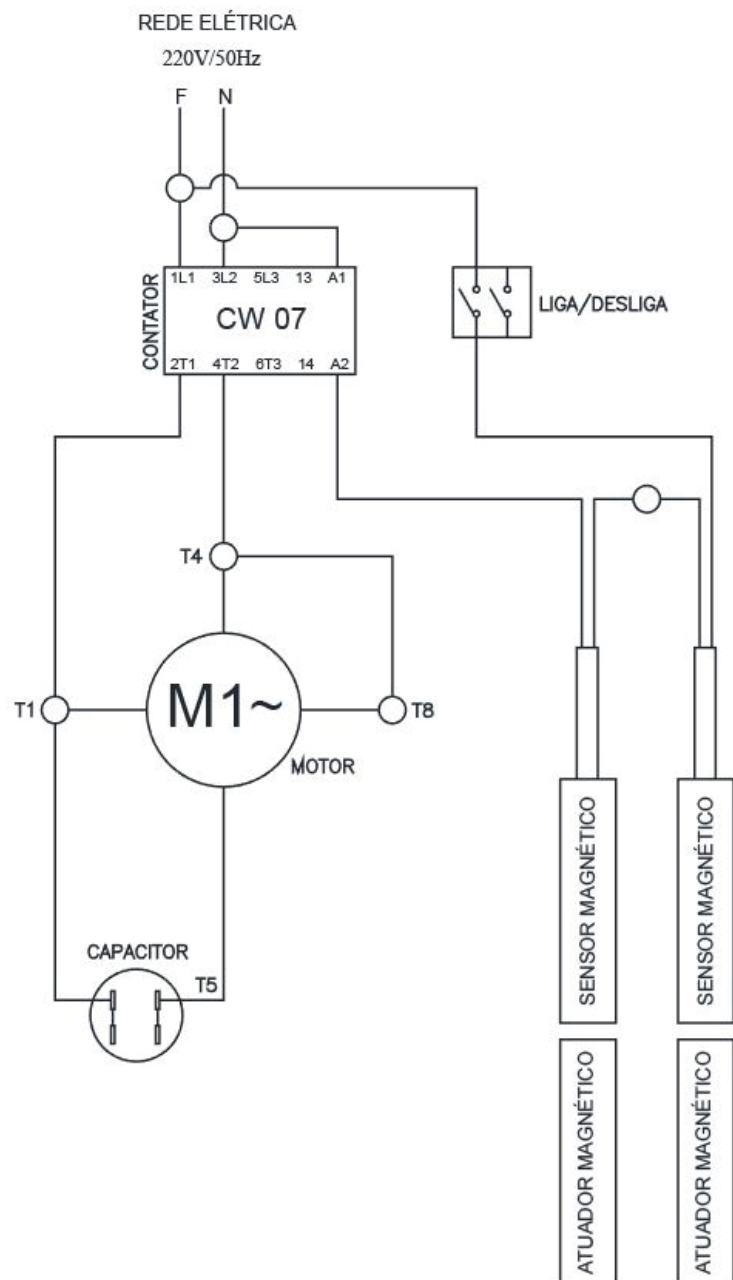 REDE ELÉTRICA
220V/50Hz
F N
1L1 3L2 5L3 13 A1
CONTATOR
CW 07
2T1 4T2 6T3 14 A2
LIGA/DESLIGA
T4
T1
M1~
T8
MOTOR
CAPACITOR
T5
SENSOR MAGNÉTICO
SENSOR MAGNÉTICO
ATUADOR MAGNÉTICO
ATUADOR MAGNÉTICO